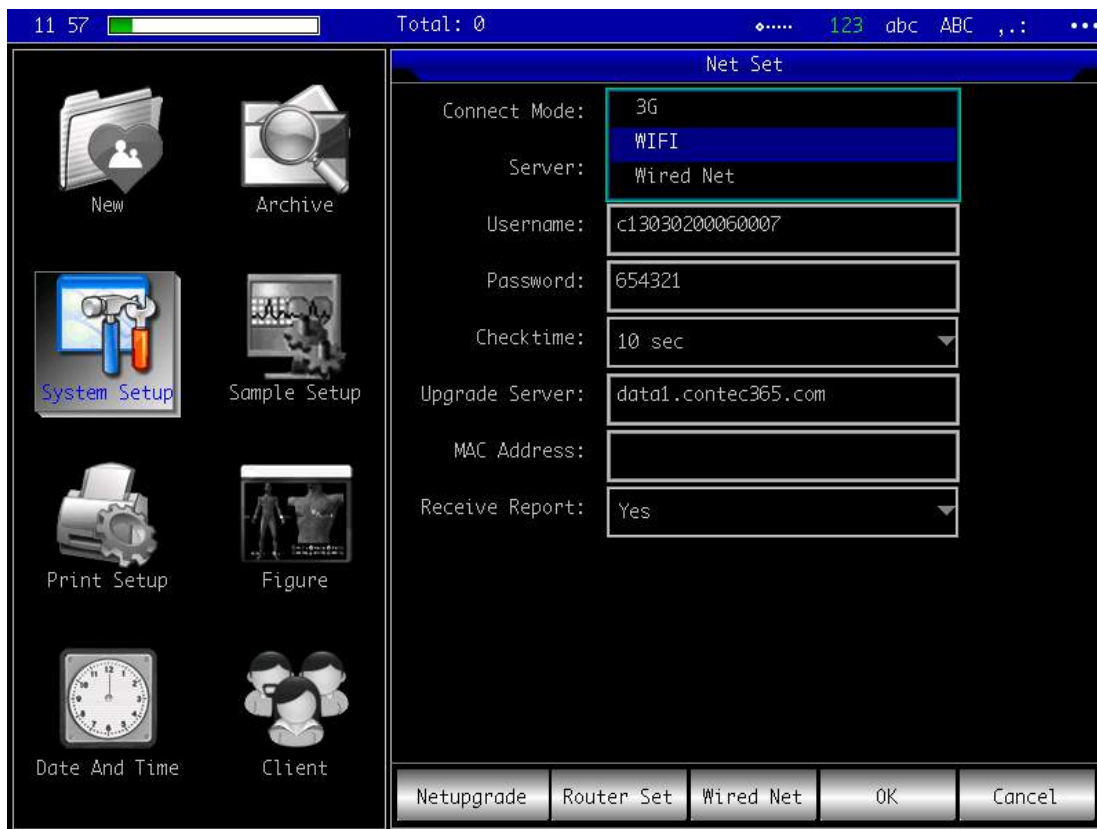 11 57 Total: 0 123 abc ABC ,.:
Net Set
New
Archive
System Setup
Sample Setup
Print Setup
Figure
Date And Time
Client
Connect Mode: 3G
WIFI
Wired Net
Server:
Username: c13030200060007
Password: 654321
Checktime: 10 sec
Upgrade Server: data1.contec365.com
MAC Address:
Receive Report: Yes
Netupgrade Router Set Wired Net OK Cancel